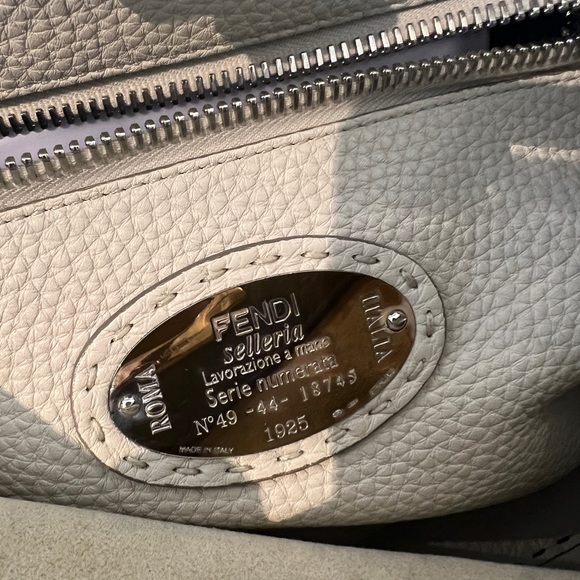 FENDI
selleria
Lavorazione a mano
Serie numerata
N°49 -44- 18745
1925
ROMA
ITALIA
MADE IN ITALY